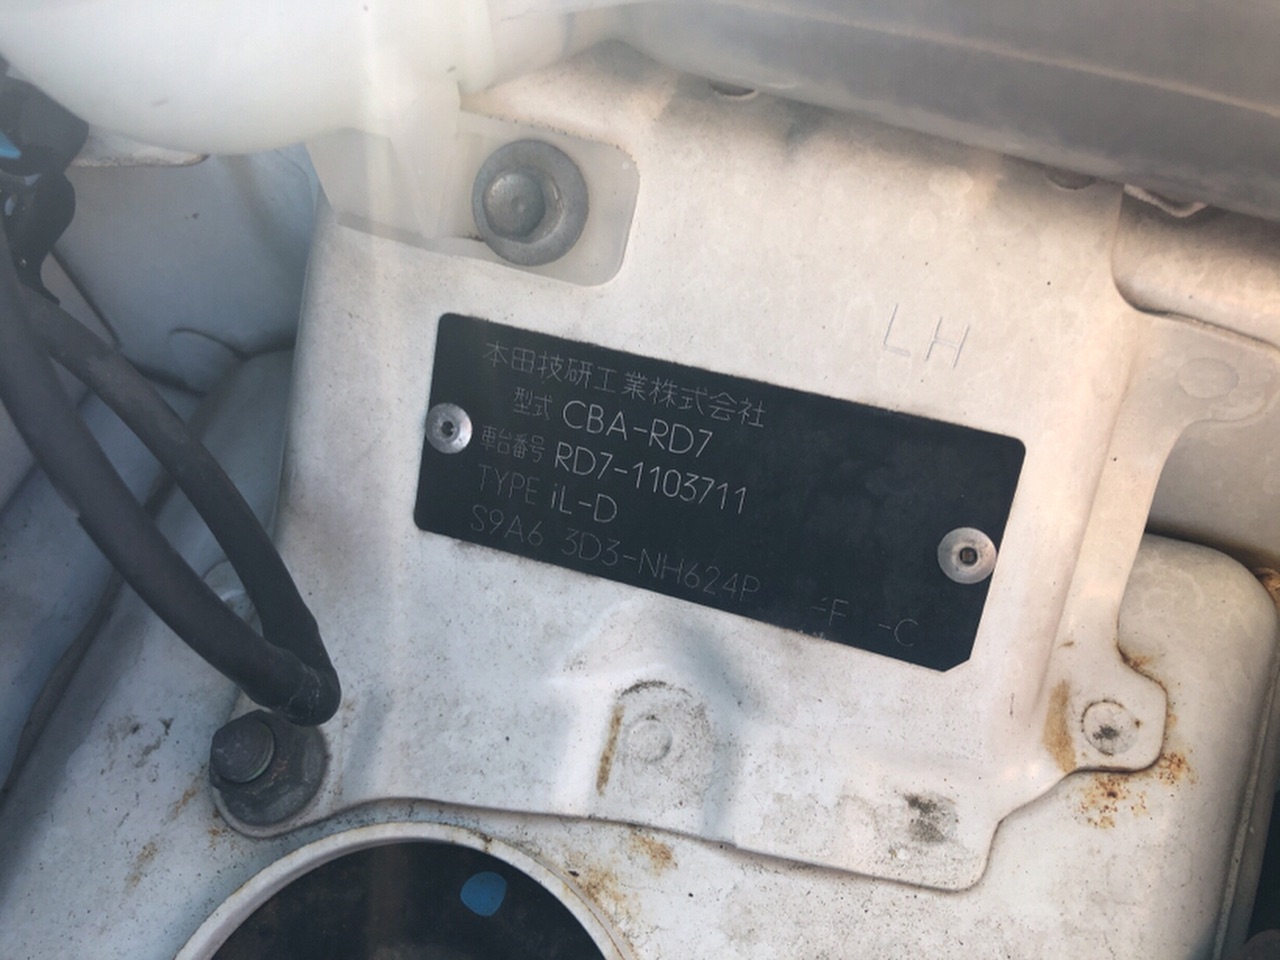 LH
本田技研工業株式会社
型式 CBA-RD7
車台番号 RD7-1103711
TYPE iL-D
S9A6 3D3-NH624P -F -C